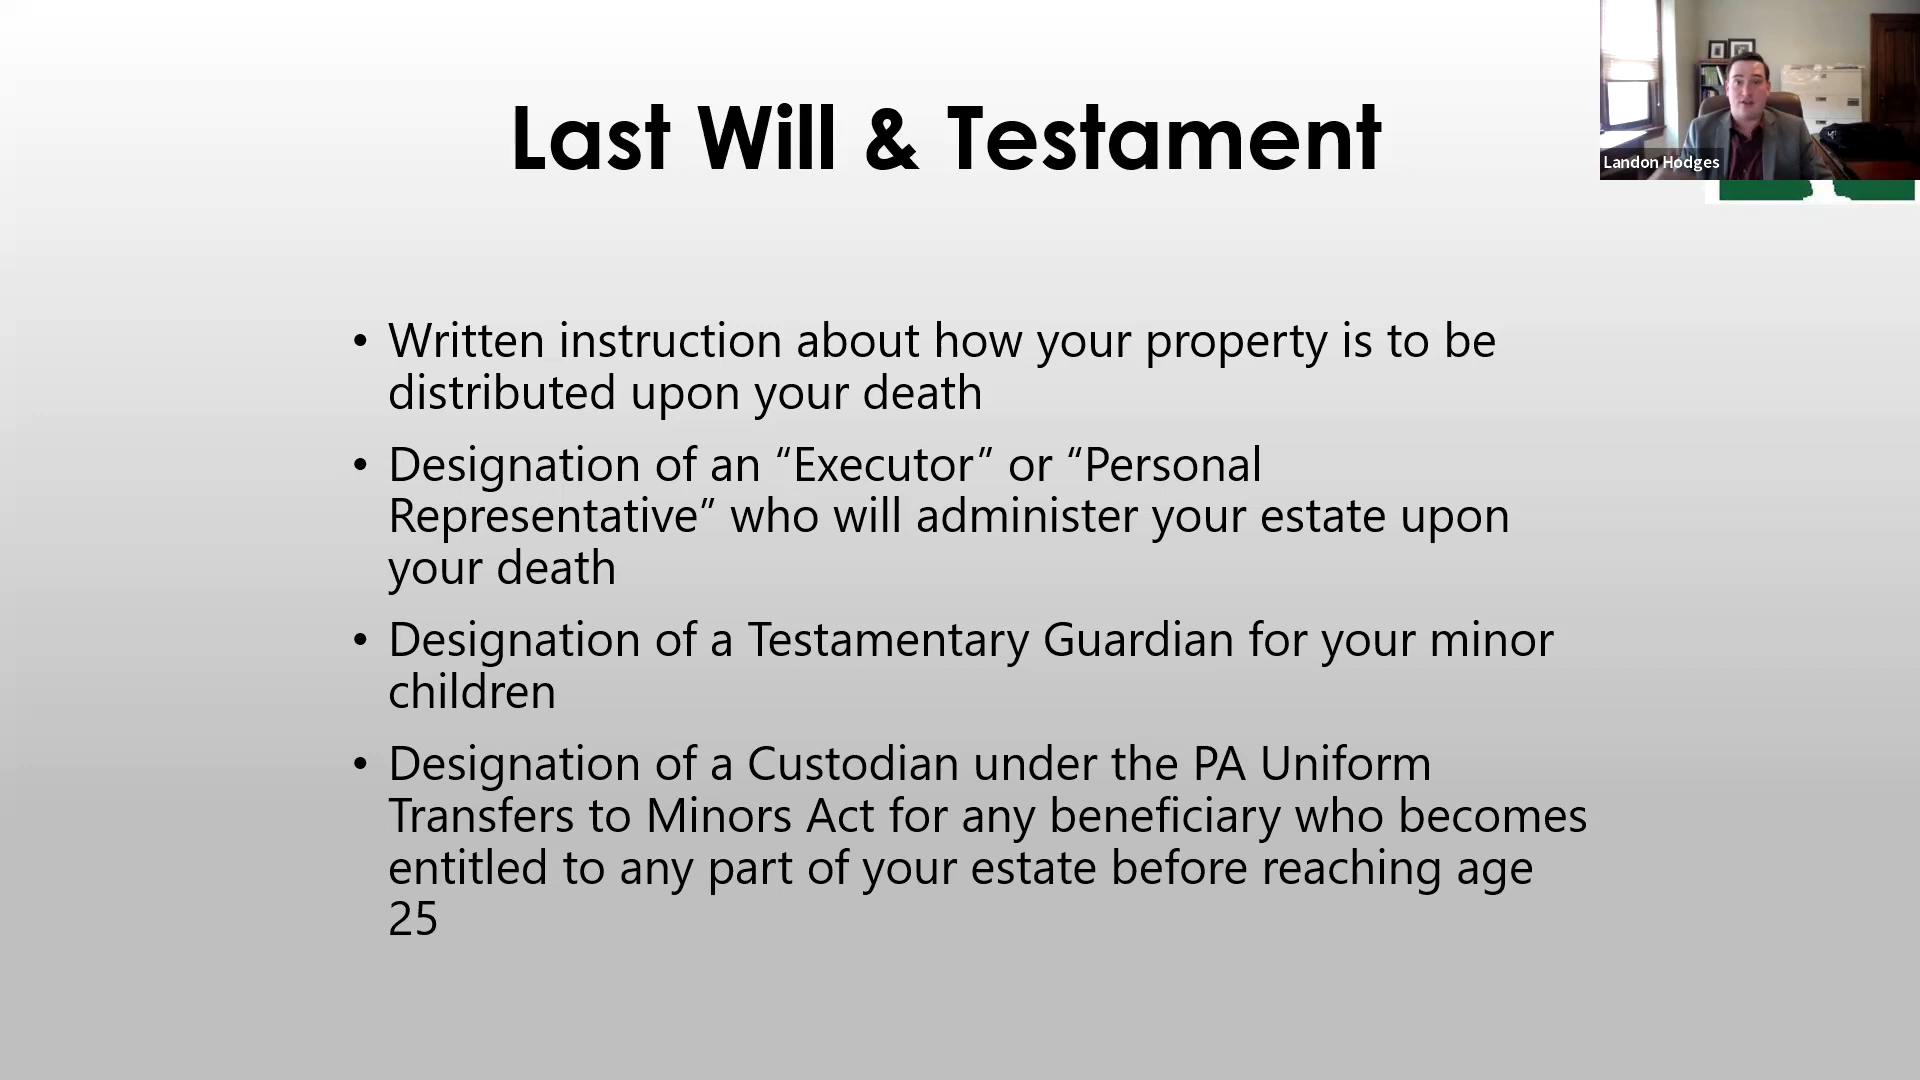 Last Will & Testament
Landon Hodges
• Written instruction about how your property is to be
distributed upon your death
• Designation of an “Executor” or “Personal
Representative” who will administer your estate upon
your death
• Designation of a Testamentary Guardian for your minor
children
• Designation of a Custodian under the PA Uniform
Transfers to Minors Act for any beneficiary who becomes
entitled to any part of your estate before reaching age
25